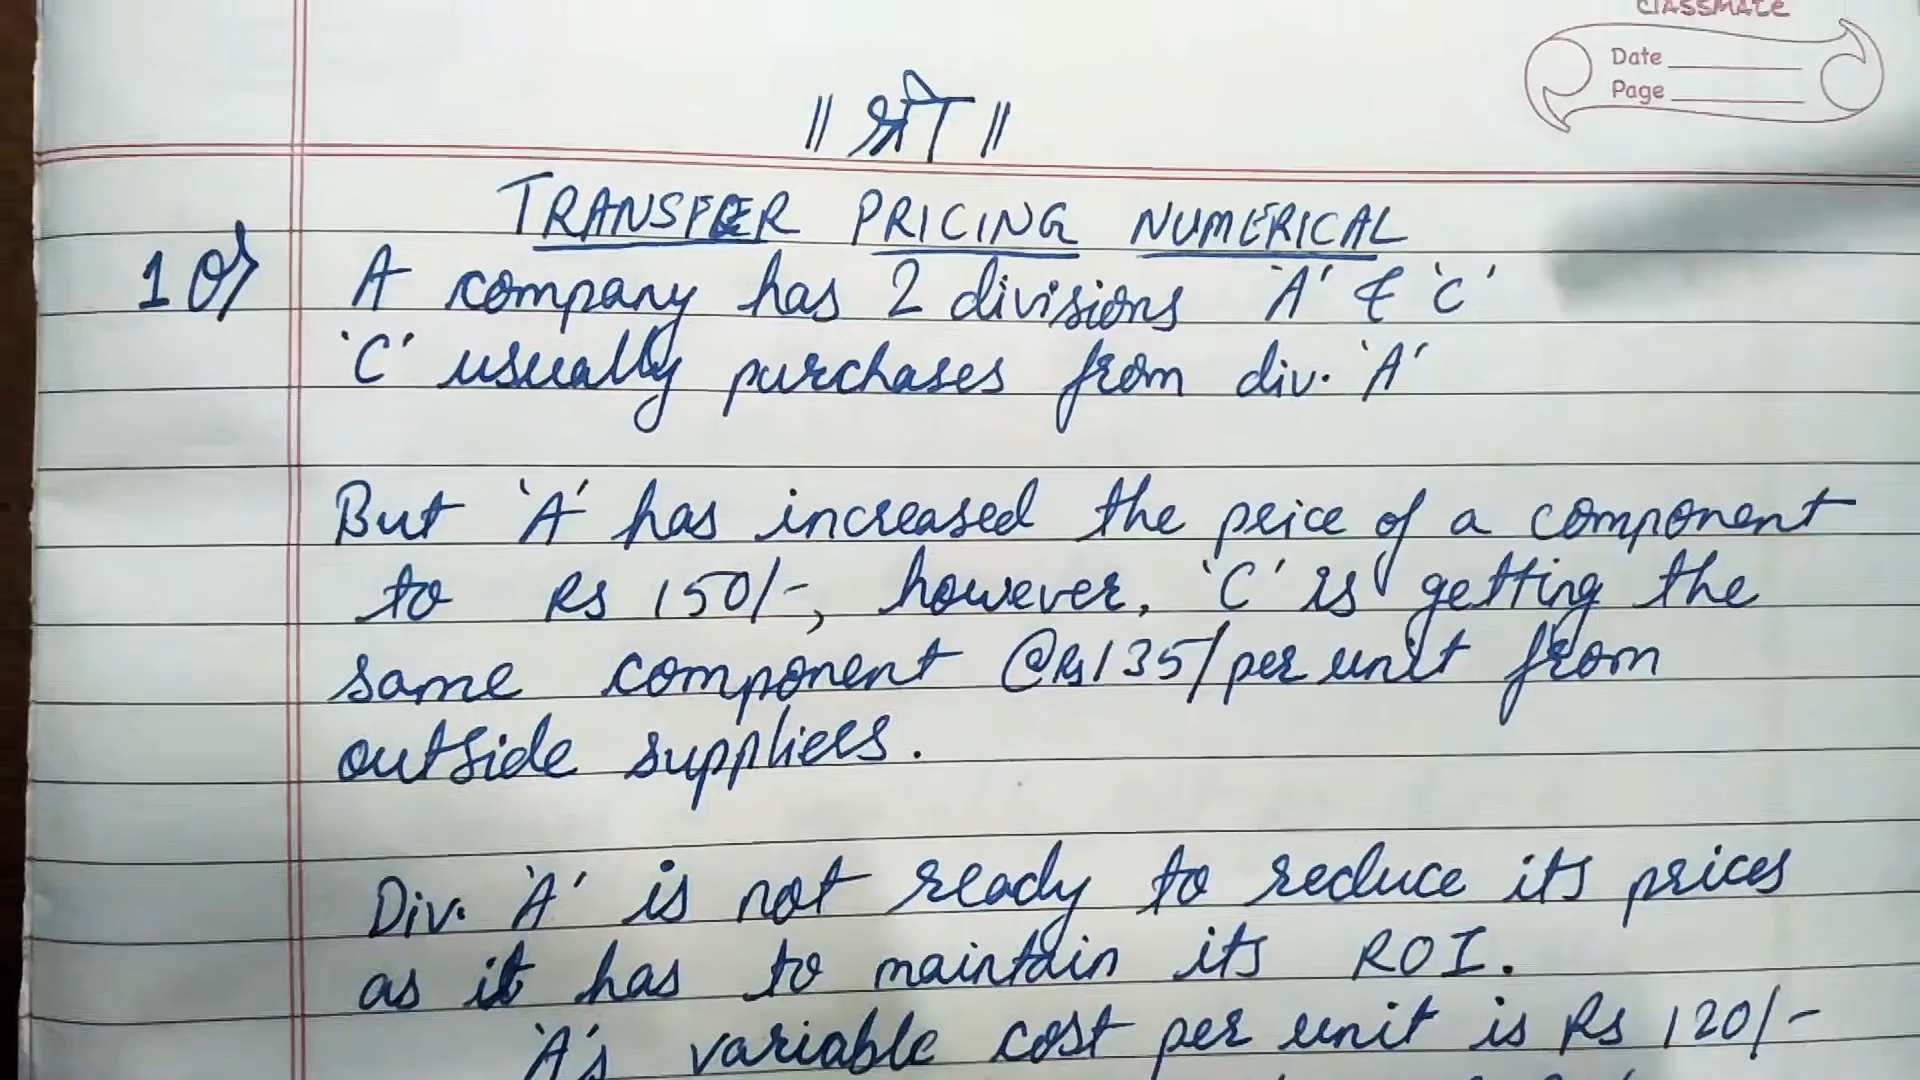 classmate
Date
Page
|| श्री ||
TRANSFER PRICING NUMERICAL
1 Q> A company has 2 divisions 'A' & 'C'
'C' usually purchases from div. 'A'
But 'A' has increased the price of a component
to Rs 150/-, however, 'C' is getting the
same component @Rs135/per unit from
outside suppliers.
Div. 'A' is not ready to reduce its prices
as it has to maintain its ROI.
'A's variable cost per unit is Rs 120/-